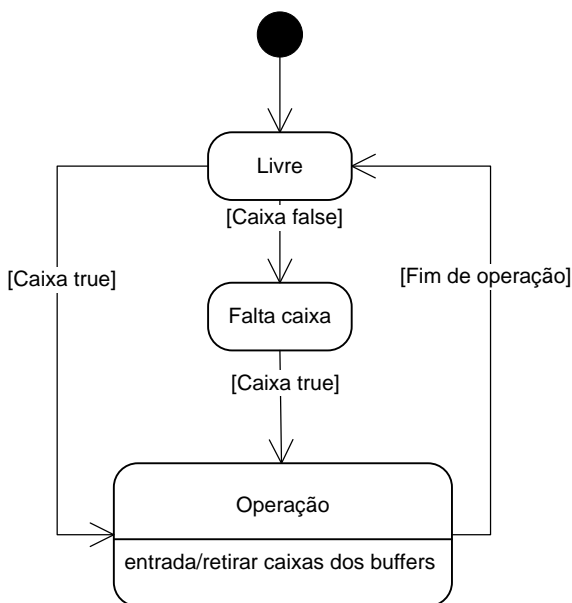 Livre
[Caixa false]
[Caixa true]
[Fim de operação]
Falta caixa
[Caixa true]
Operação
entrada/retirar caixas dos buffers